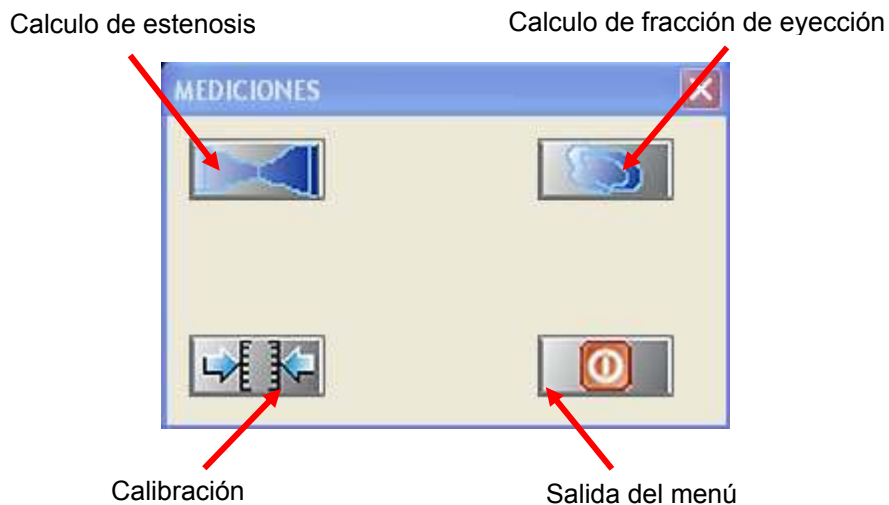 Calculo de estenosis
Calculo de fracción de eyección
MEDICIONES
Calibración
Salida del menú